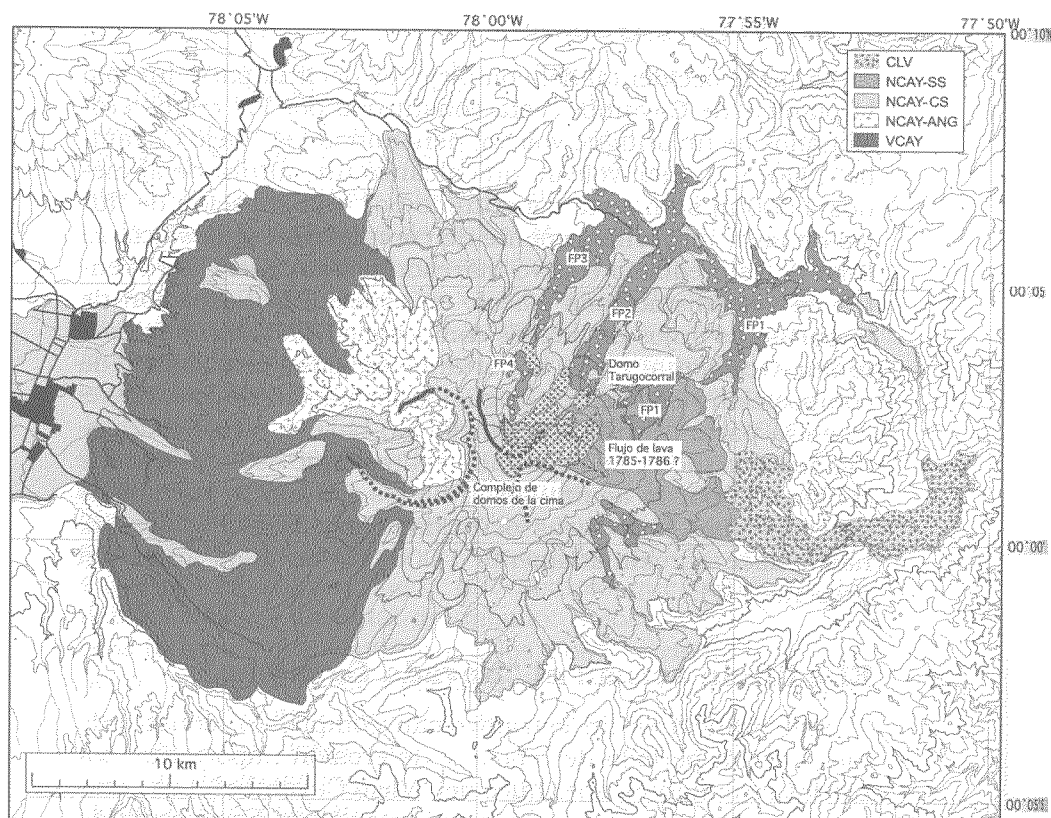 78°05'W
78°00'W
77°55'W
77°50'W
00°10'
CLV
NCAY-SS
NCAY-CS
NCAY-ANG
VCAY
FP3
00°05'
FP2
FP1
FP4
Domo
Tarugocorral
FP1
Flujo de lava
1785-1786 ?
Complejo de
domos de la cima
00°00'
10 km
00°05'S